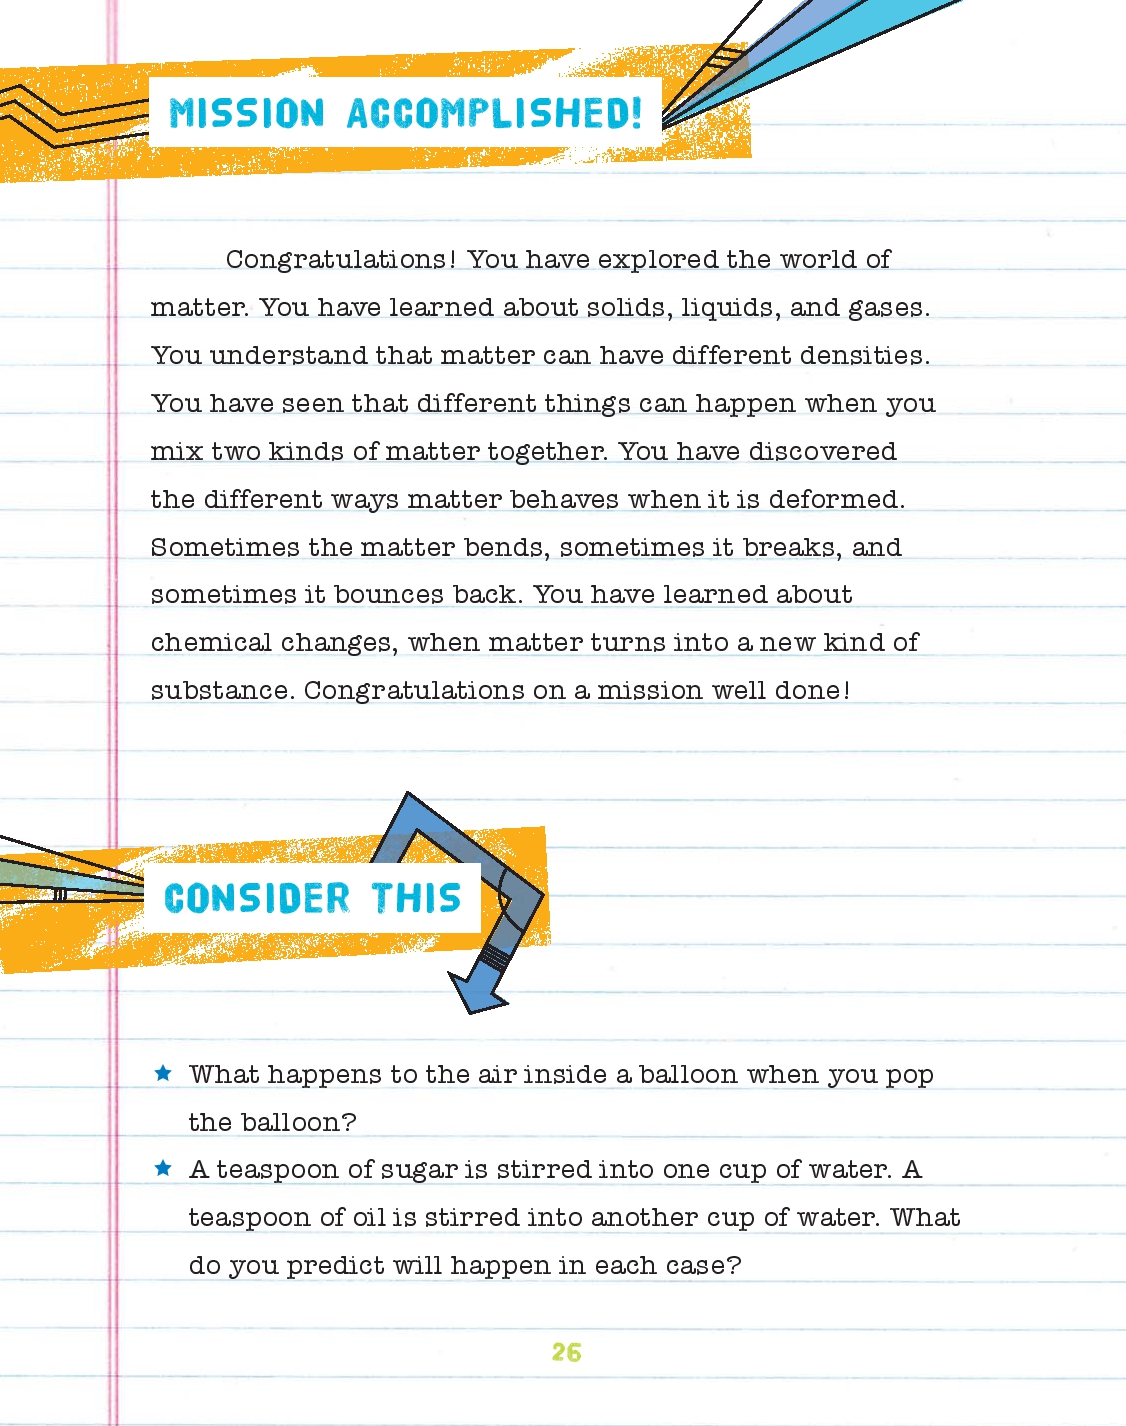 MISSION ACCOMPLISHED!
Congratulations! You have explored the world of
matter. You have learned about solids, liquids, and gases.
You understand that matter can have different densities.
You have seen that different things can happen when you
mix two kinds of matter together. You have discovered
the different ways matter behaves when it is deformed.
Sometimes the matter bends, sometimes it breaks, and
sometimes it bounces back. You have learned about
chemical changes, when matter turns into a new kind of
substance. Congratulations on a mission well done!
CONSIDER THIS
★ What happens to the air inside a balloon when you pop
the balloon?
★ A teaspoon of sugar is stirred into one cup of water. A
teaspoon of oil is stirred into another cup of water. What
do you predict will happen in each case?
26